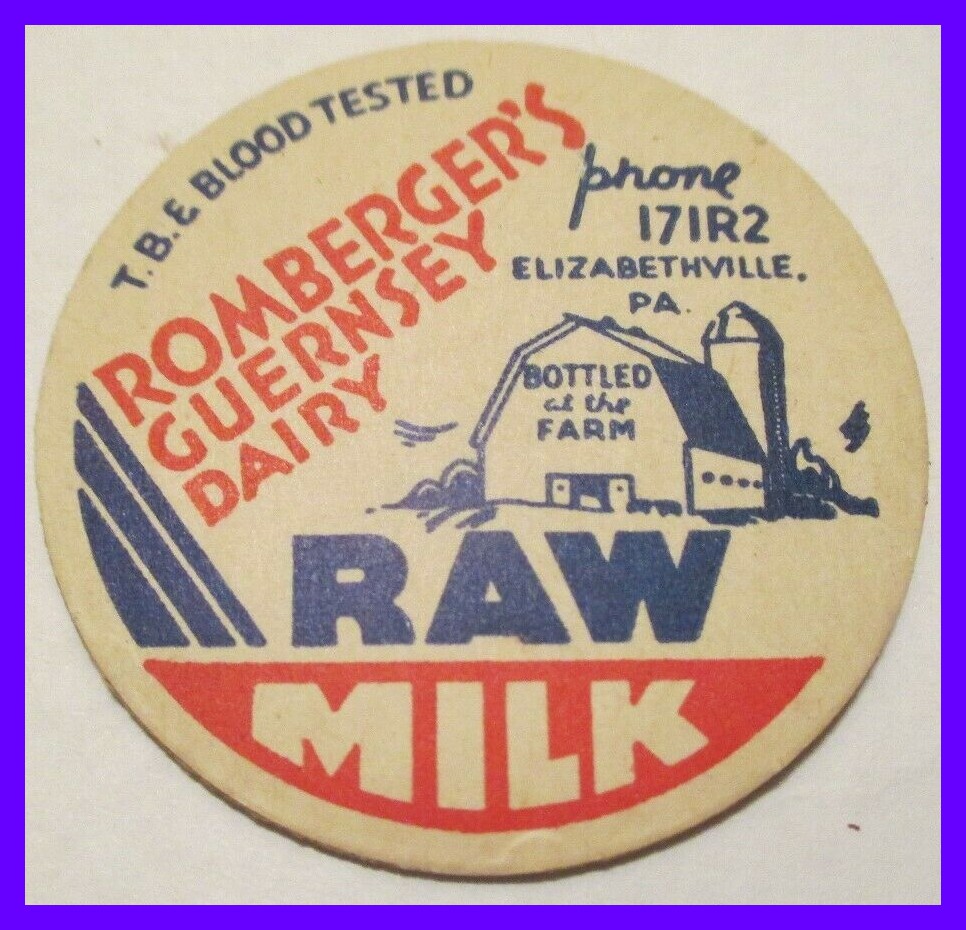 T. B. & BLOOD TESTED
ROMBERGER'S
GUERNSEY
DAIRY
phone
171R2
ELIZABETHVILLE.
PA.
BOTTLED
at the
FARM
RAW
MILK